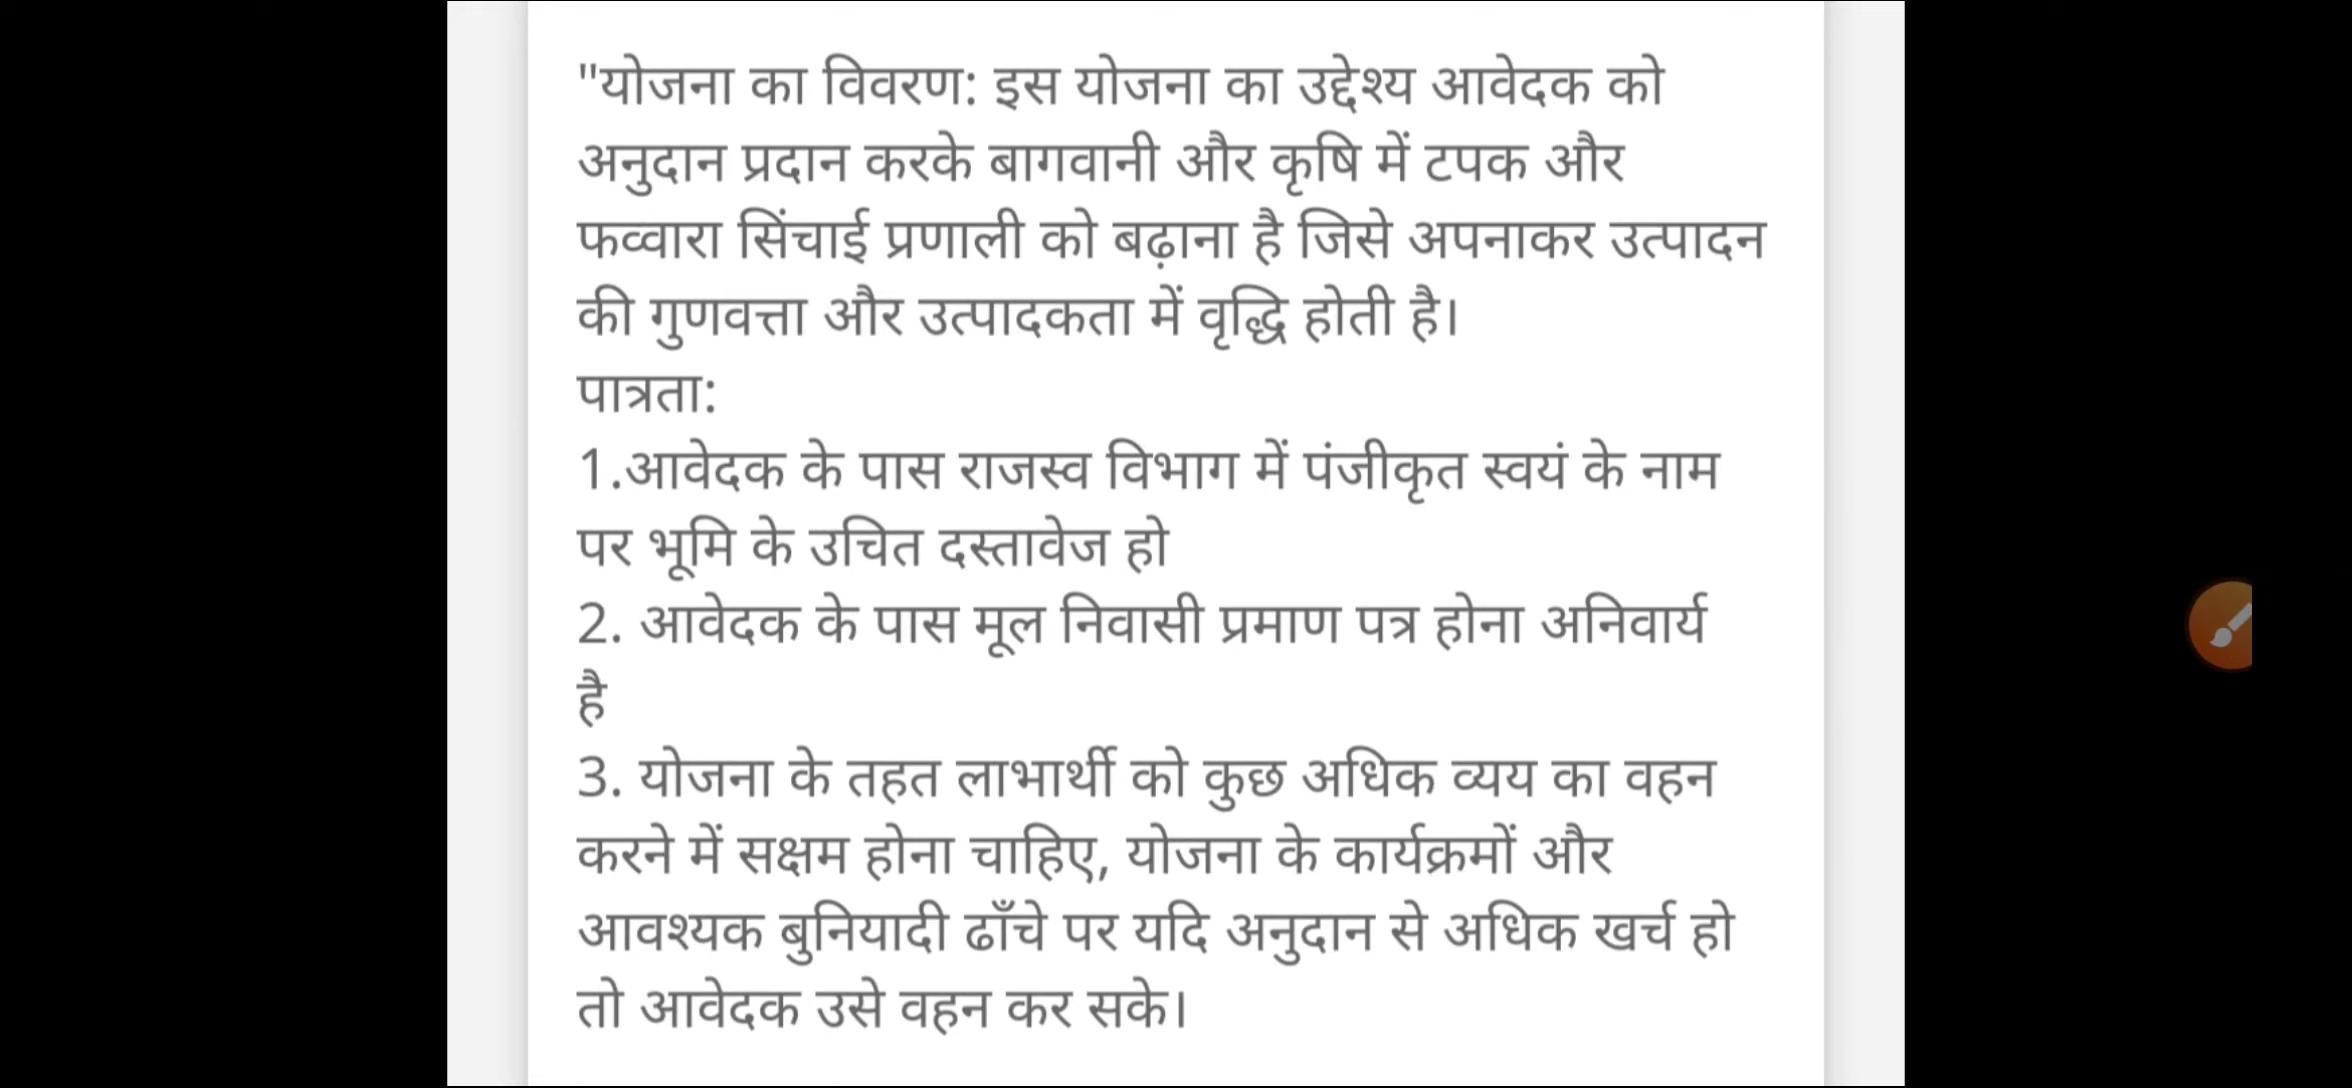 "योजना का विवरण: इस योजना का उद्देश्य आवेदक को
अनुदान प्रदान करके बागवानी और कृषि में टपक और
फव्वारा सिंचाई प्रणाली को बढ़ाना है जिसे अपनाकर उत्पादन
की गुणवत्ता और उत्पादकता में वृद्धि होती है।
पात्रता:
1.आवेदक के पास राजस्व विभाग में पंजीकृत स्वयं के नाम
पर भूमि के उचित दस्तावेज हो
2. आवेदक के पास मूल निवासी प्रमाण पत्र होना अनिवार्य
है
3. योजना के तहत लाभार्थी को कुछ अधिक व्यय का वहन
करने में सक्षम होना चाहिए, योजना के कार्यक्रमों और
आवश्यक बुनियादी ढाँचे पर यदि अनुदान से अधिक खर्च हो
तो आवेदक उसे वहन कर सके।